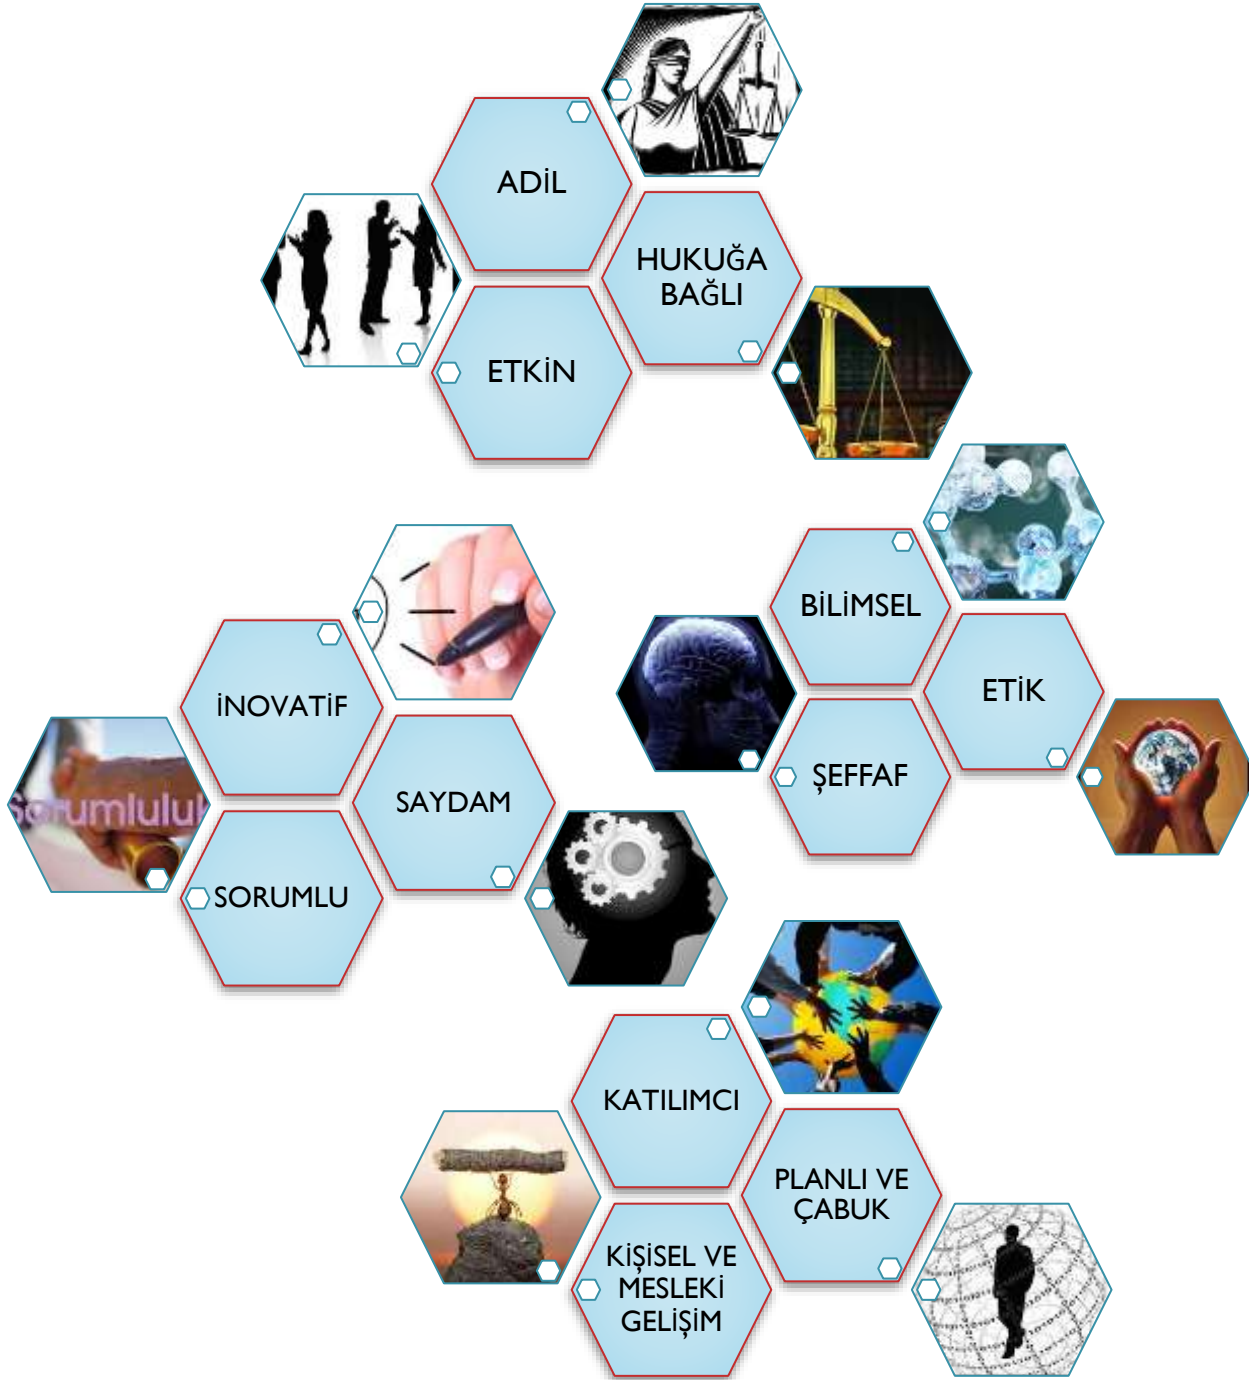 ADİL
HUKUĞA
BAĞLI
ETKİN
BİLİMSEL
ETİK
ŞEFFAF
İNOVATİF
SAYDAM
Sorumluluk
SORUMLU
KATILIMCI
PLANLI VE
ÇABUK
KİŞİSEL VE
MESLEKİ
GELİŞİM